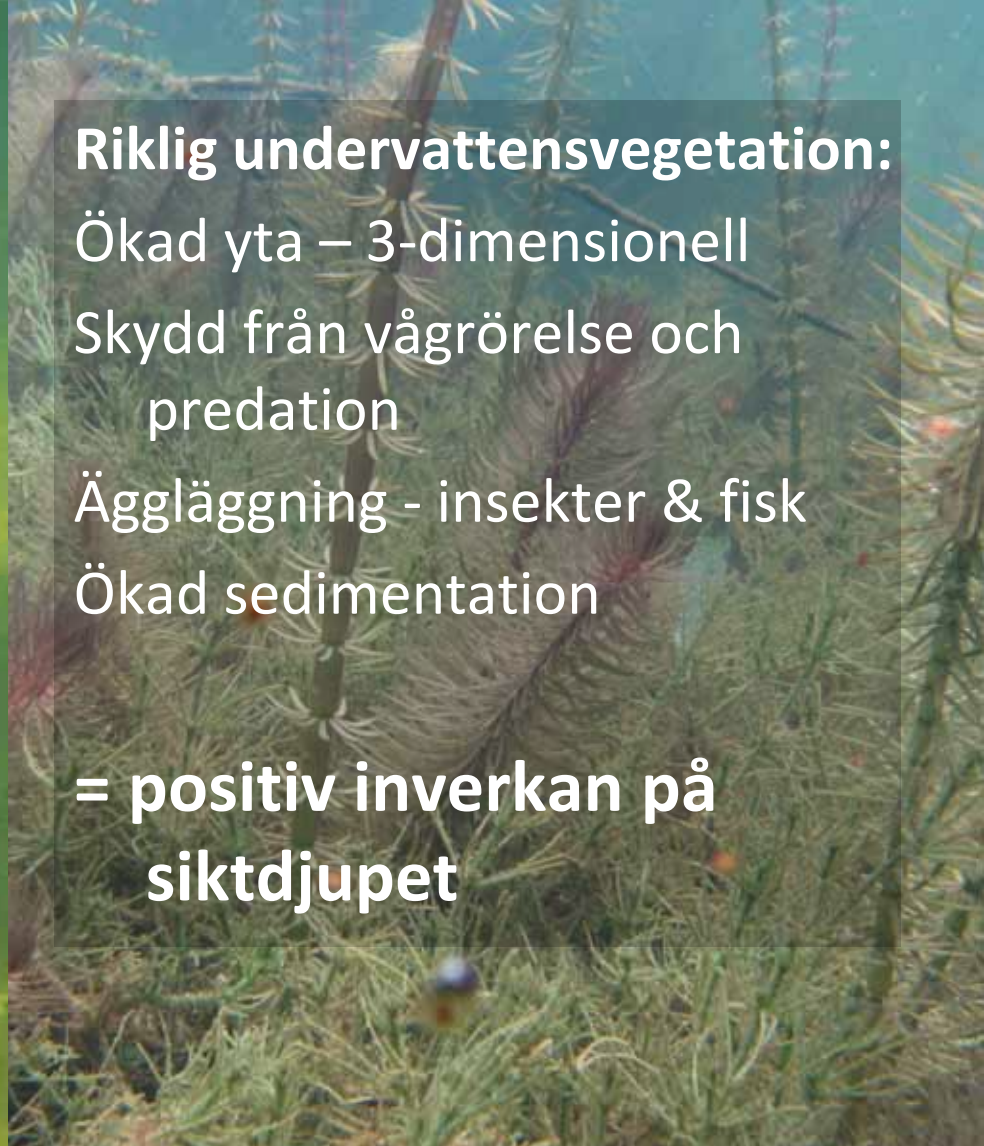 Riklig undervattensvegetation:
Ökad yta – 3-dimensionell
Skydd från vågrörelse och
predation
Äggläggning - insekter & fisk
Ökad sedimentation
= positiv inverkan på
siktdjupet